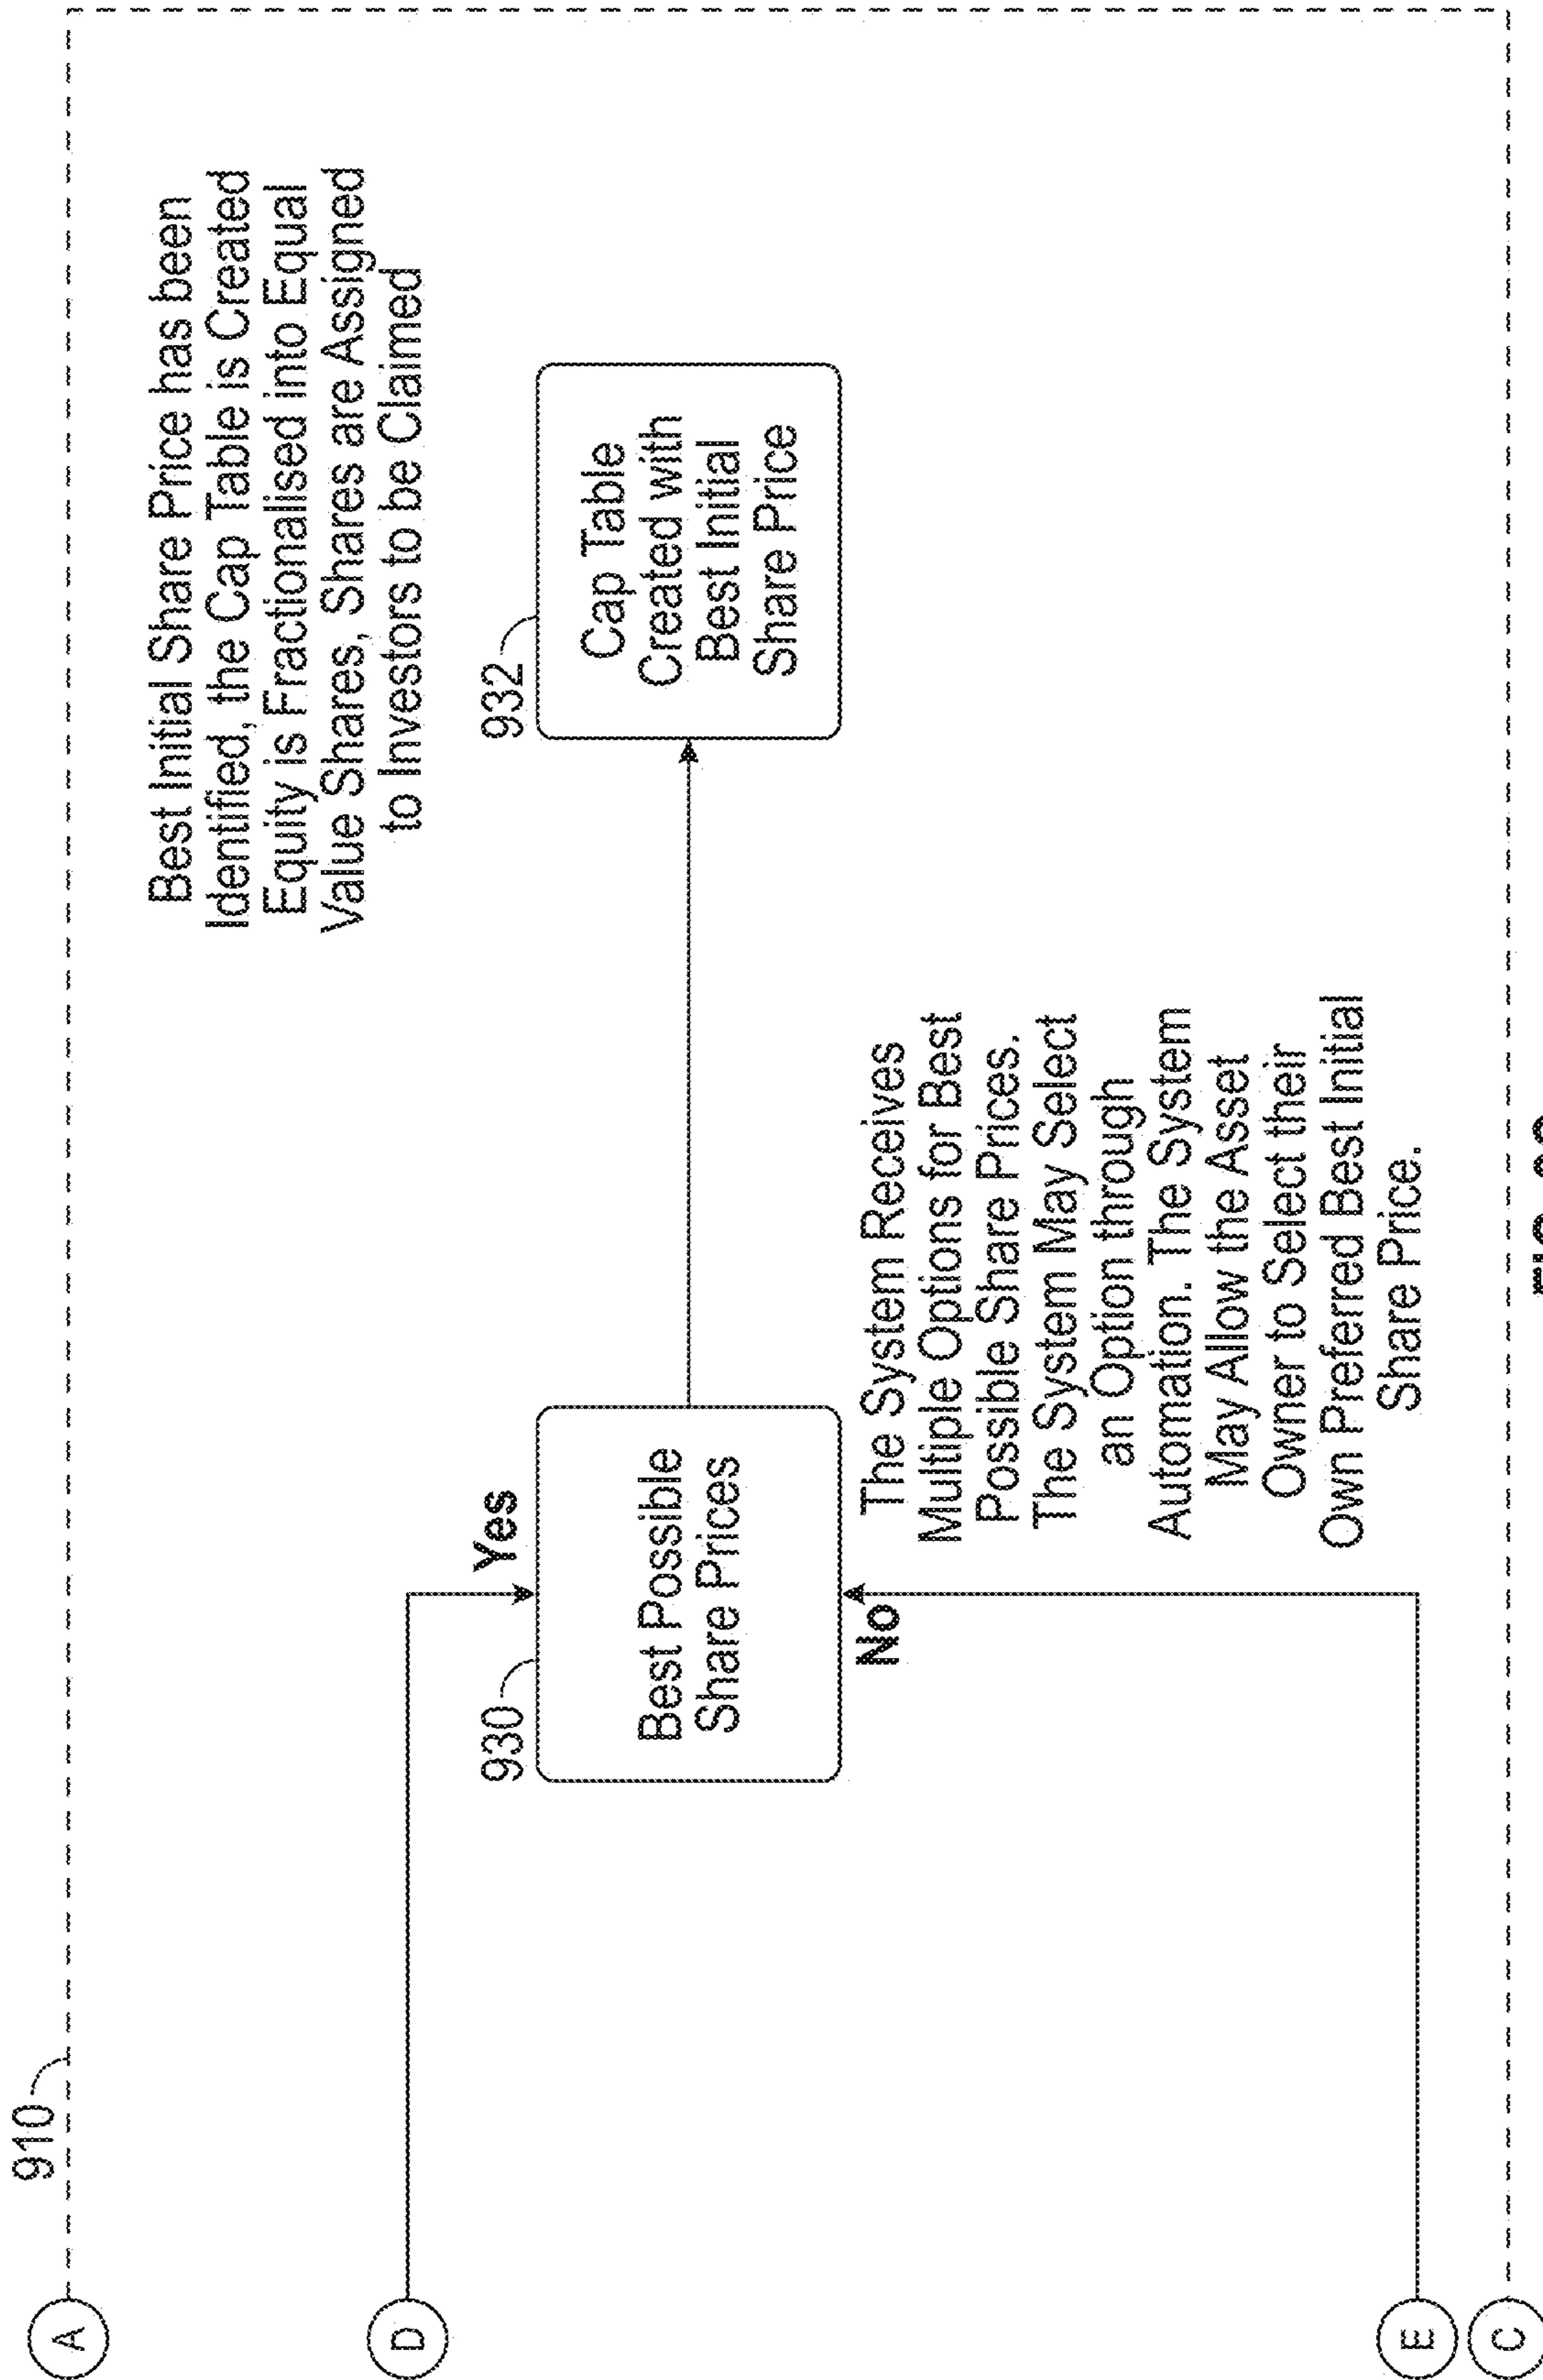 910
A
Best Initial Share Price has been
Identified, the Cap Table is Created
Equity is Fractionalised into Equal
Value Shares, Shares are Assigned
to Investors to be Claimed
D
Yes
930
Best Possible
Share Prices
932
Cap Table
Created with
Best Initial
Share Price
No
The System Receives
Multiple Options for Best
Possible Share Prices.
The System May Select
an Option through
Automation. The System
May Allow the Asset
Owner to Select their
Own Preferred Best Initial
Share Price.
E
C